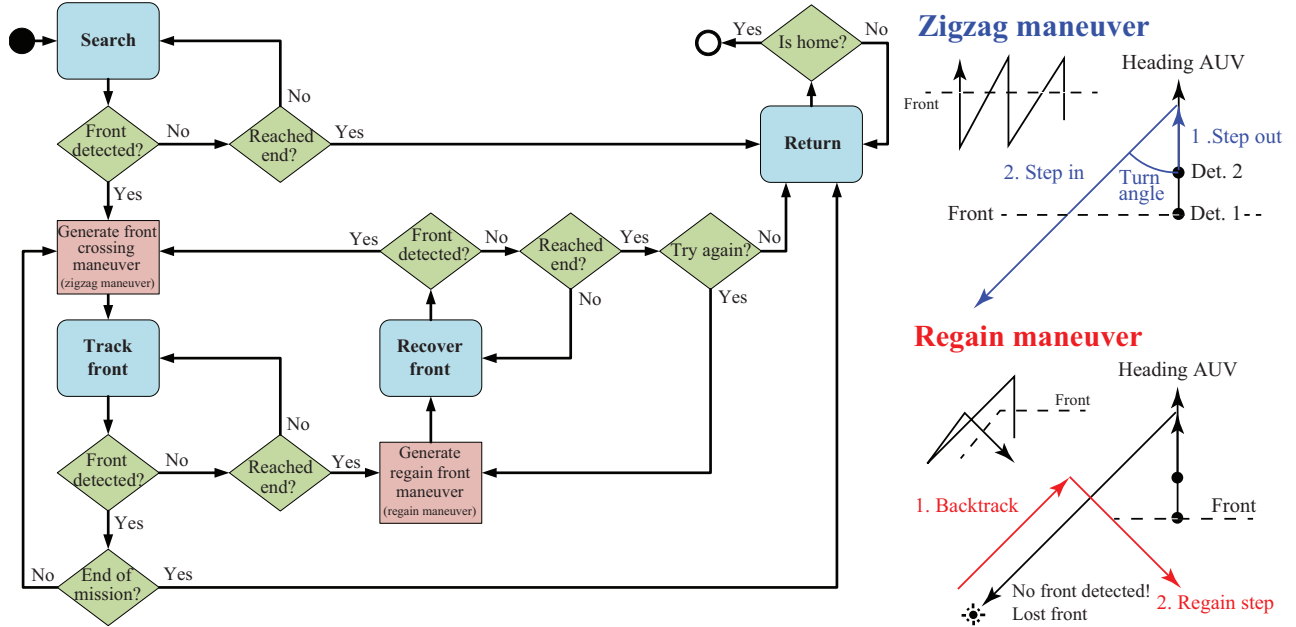 Search
No
Front
detected?
No
Reached
end?
Yes
Yes
Generate front
crossing
maneuver
(zigzag maneuver)
Track
front
No
Front
detected?
No
Reached
end?
Yes
Yes
End of
mission?
No
Yes
Yes
Is home?
No
Return
Yes
Front
detected?
No
Reached
end?
Yes
Try again?
No
No
Yes
Recover
front
Generate
regain front
maneuver
(regain maneuver)
Zigzag maneuver
Heading AUV
Front
1 .Step out
2. Step in
Turn
angle
Det. 2
Front
Det. 1
Regain maneuver
Heading AUV
Front
1. Backtrack
Front
No front detected!
Lost front
2. Regain step